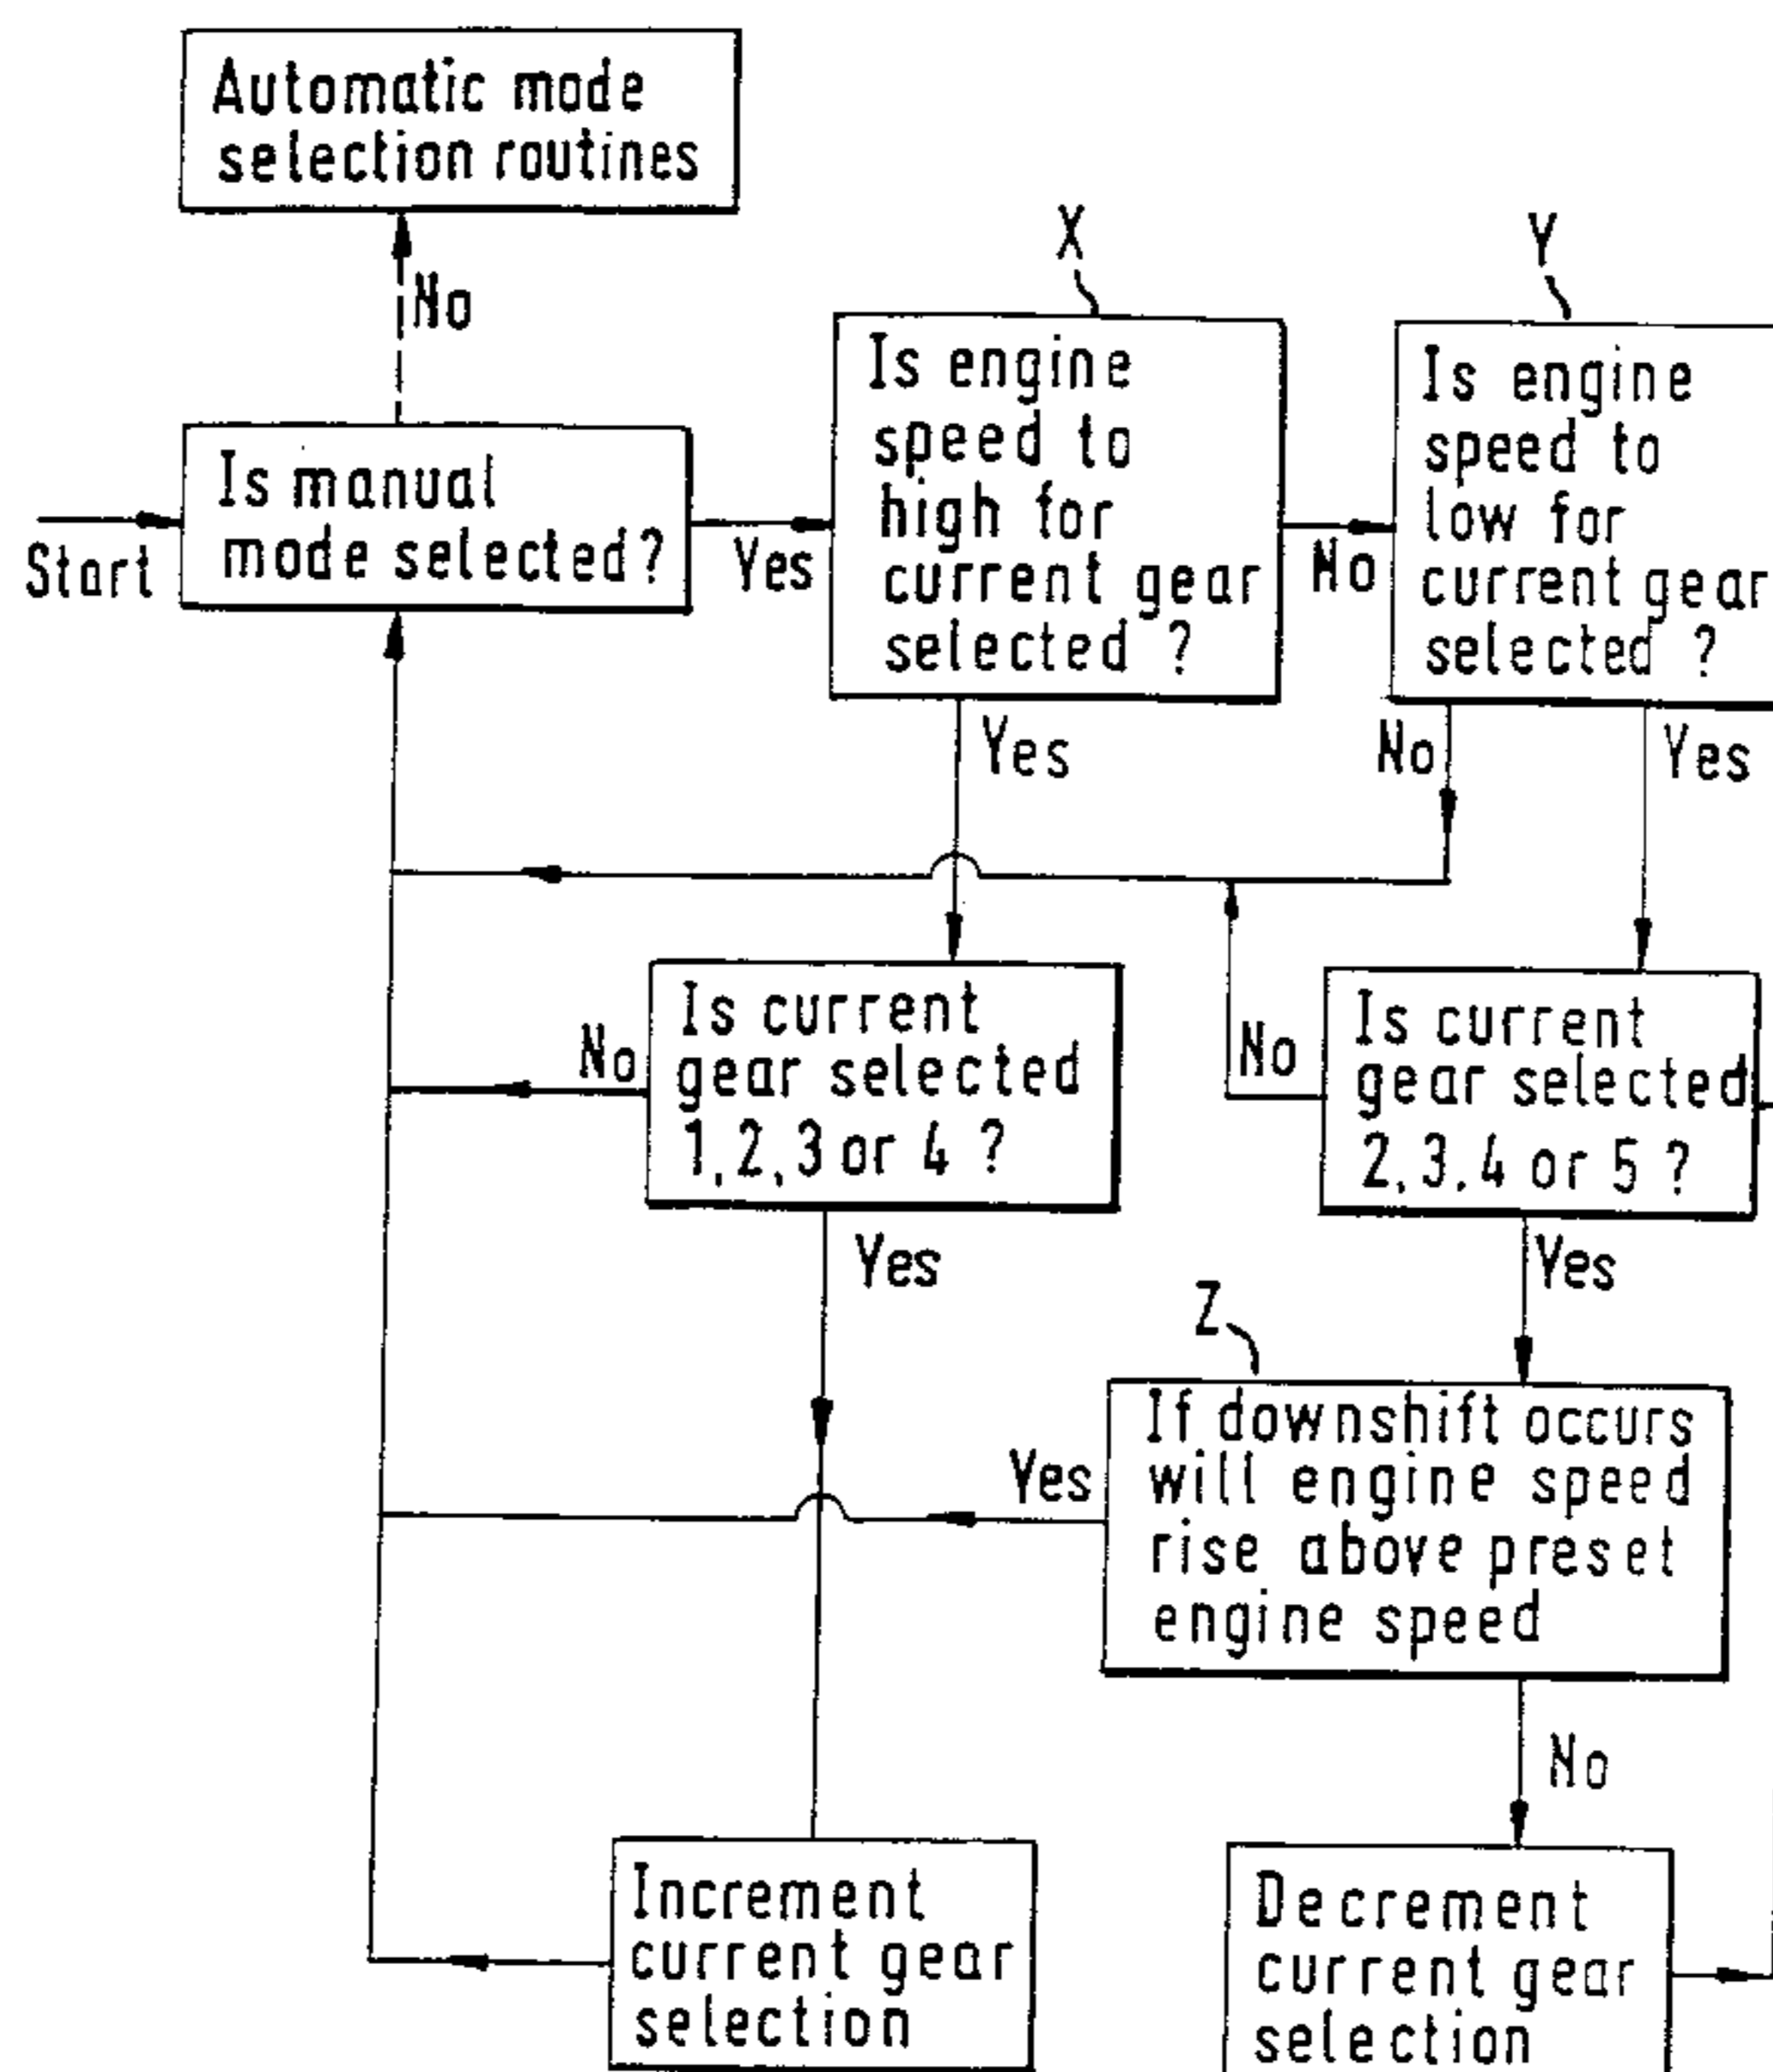 Automatic mode
selection routines
No
Start
Is manual
mode selected?
Yes
X
Is engine
speed to
high for
current gear
selected ?
No
Y
Is engine
speed to
low for
current gear
selected ?
Yes
No
Yes
No
Is current
gear selected
1,2,3 or 4 ?
Yes
No
Is current
gear selected
2,3,4 or 5 ?
Yes
Z
If downshift occurs
will engine speed
rise above preset
engine speed
Yes
No
Increment
current gear
selection
Decrement
current gear
selection